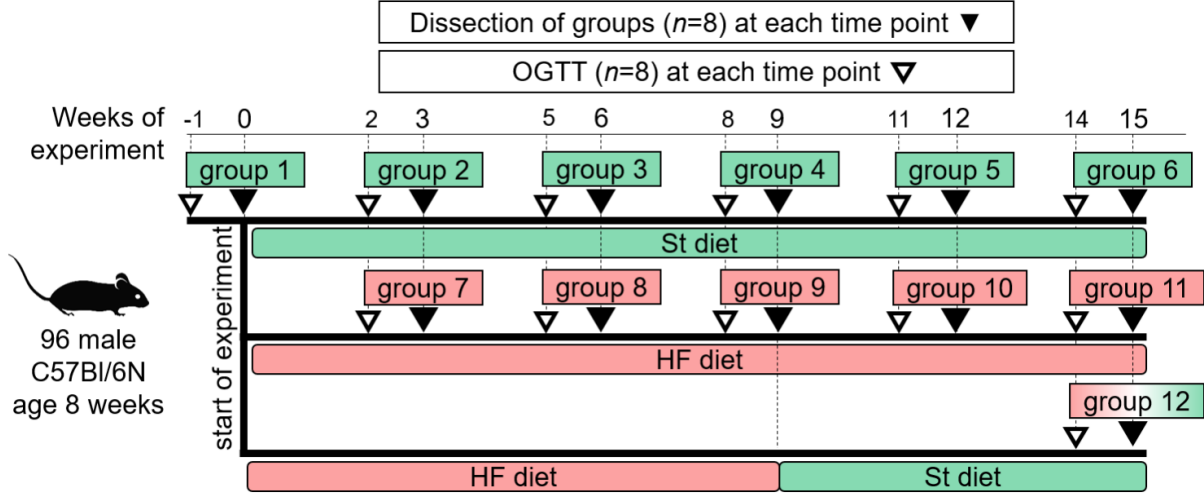 Dissection of groups (n=8) at each time point
OGTT (n=8) at each time point
Weeks of
experiment
-1 0 2 3 5 6 8 9 11 12 14 15
group 1 group 2 group 3 group 4 group 5 group 6
St diet
start of experiment
group 7 group 8 group 9 group 10 group 11
HF diet
96 male
C57Bl/6N
age 8 weeks
group 12
HF diet St diet